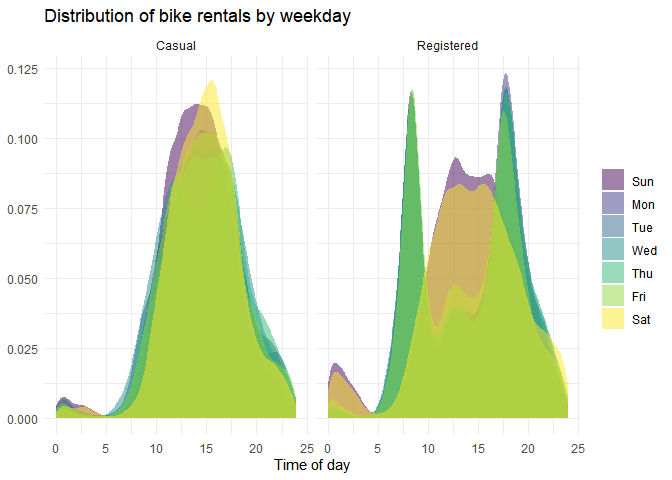 Distribution of bike rentals by weekday
Casual
Registered
0.125
0.100
0.075
0.050
0.025
0.000
0 5 10 15 20 25
0 5 10 15 20 25
Time of day
Sun
Mon
Tue
Wed
Thu
Fri
Sat